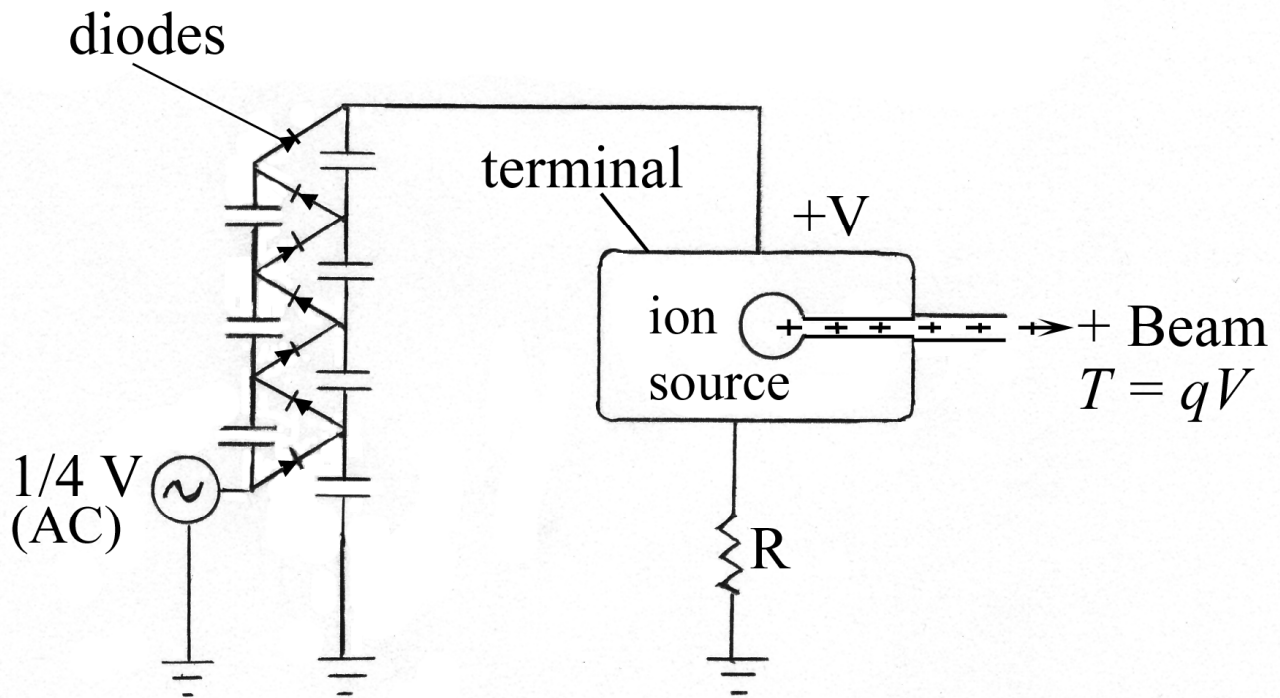 diodes
terminal
+V
ion
source
+ Beam
T = qV
1/4 V
(AC)
R